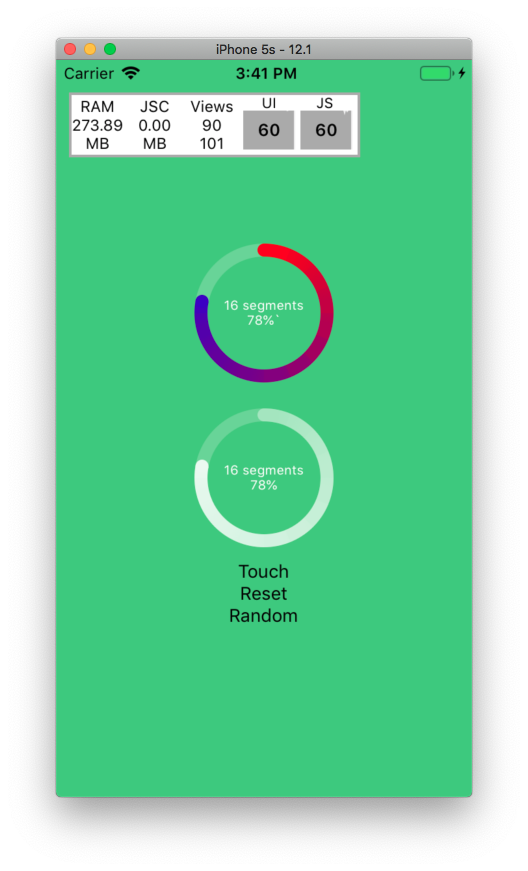 iPhone 5s - 12.1
Carrier 3:41 PM
RAM JSC Views UI JS
273.89 0.00 90 60 60
MB MB 101
16 segments
78%
16 segments
78%
Touch
Reset
Random